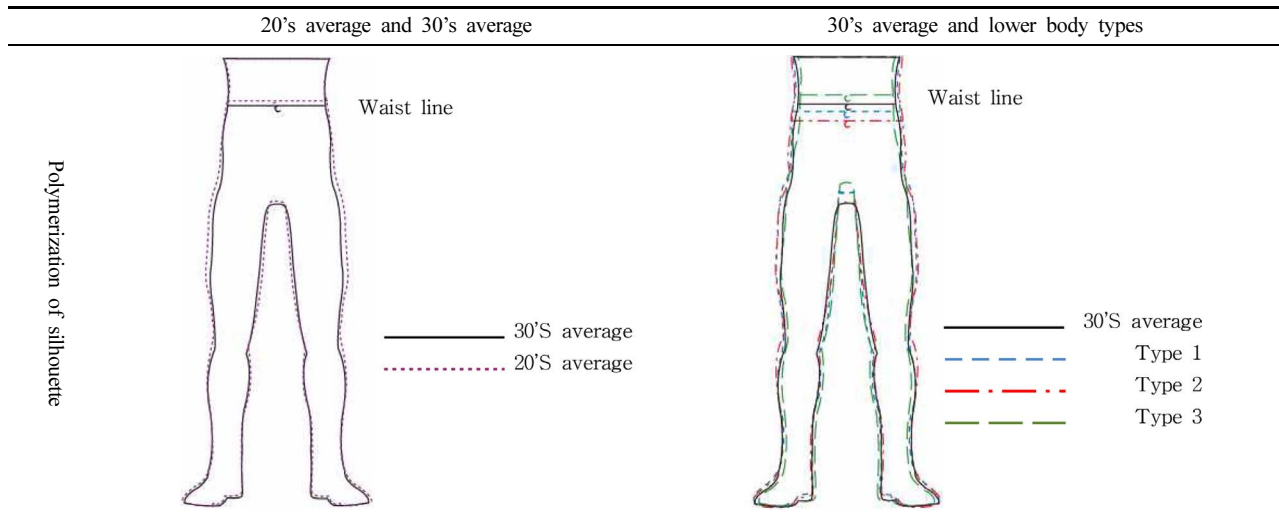 20’s average and 30’s average
30’s average and lower body types
Polymerization of silhouette
Waist line
30’S average
20’S average
Waist line
30’S average
Type 1
Type 2
Type 3